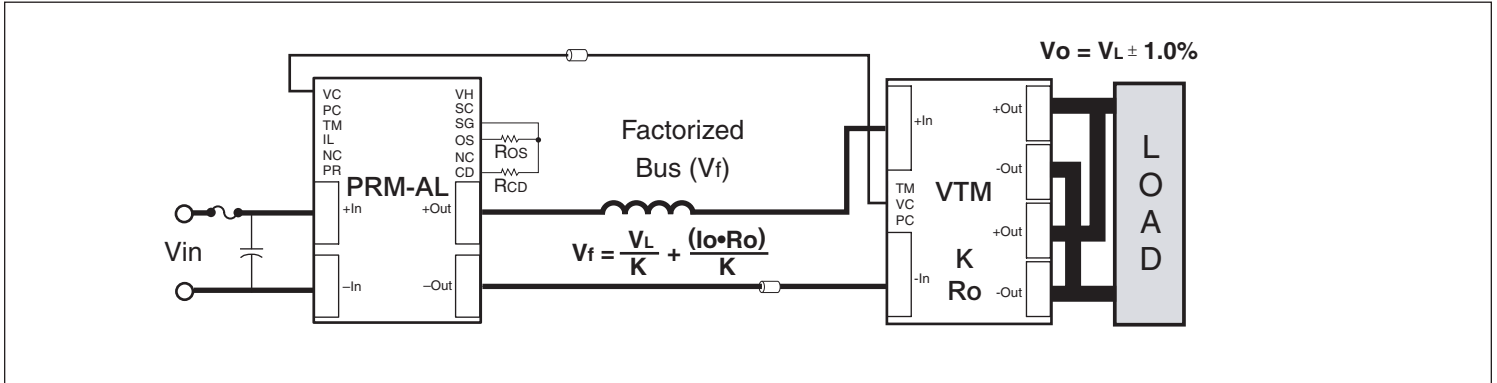 Vo = VL ± 1.0%
VC
PC
TM
IL
NC
PR
VH
SC
SG
OS
NC
CD
ROS
RCD
PRM-AL
+In
–In
+Out
–Out
Vin
Factorized
Bus (Vf)
Vf = VL/K + (Io•Ro)/K
+In
TM
VC
PC
-In
VTM
K
Ro
+Out
-Out
+Out
-Out
L
O
A
D